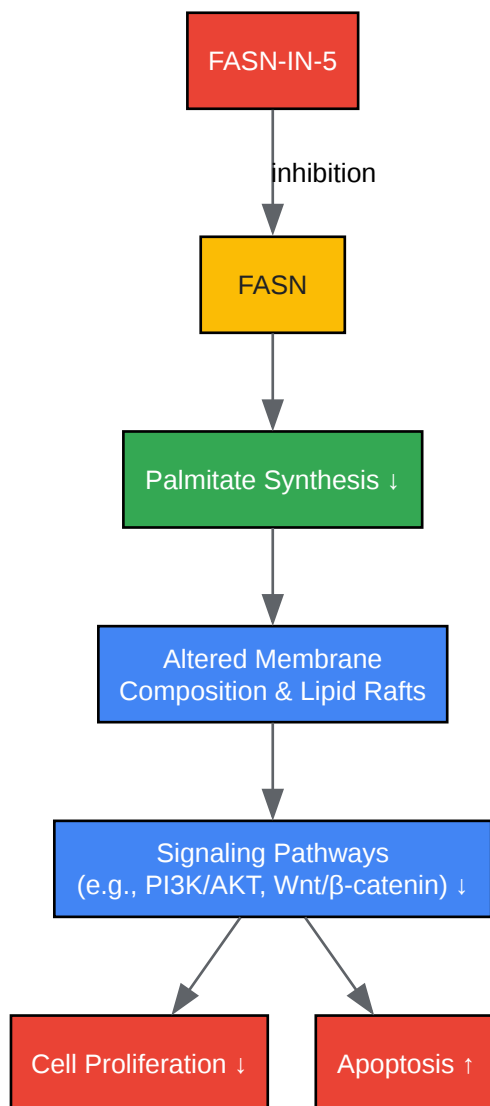 FASN-IN-5
inhibition
FASN
Palmitate Synthesis ↓
Altered Membrane
Composition & Lipid Rafts
Signaling Pathways
(e.g., PI3K/AKT, Wnt/β-catenin) ↓
Cell Proliferation ↓
Apoptosis ↑